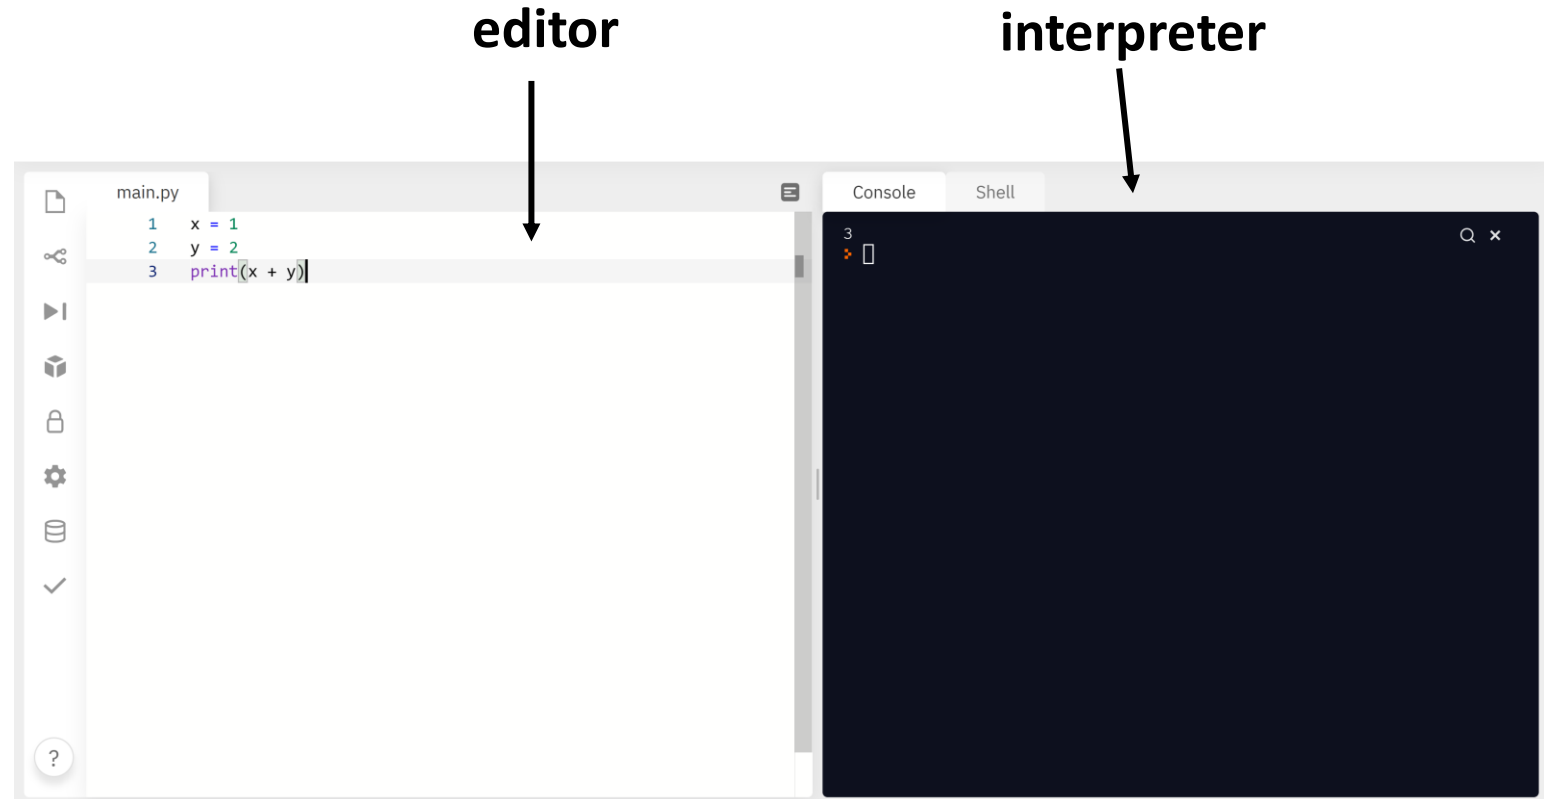 editor
interpreter
main.py
Console
Shell
1 x = 1
2 y = 2
3 print(x + y)
3
?